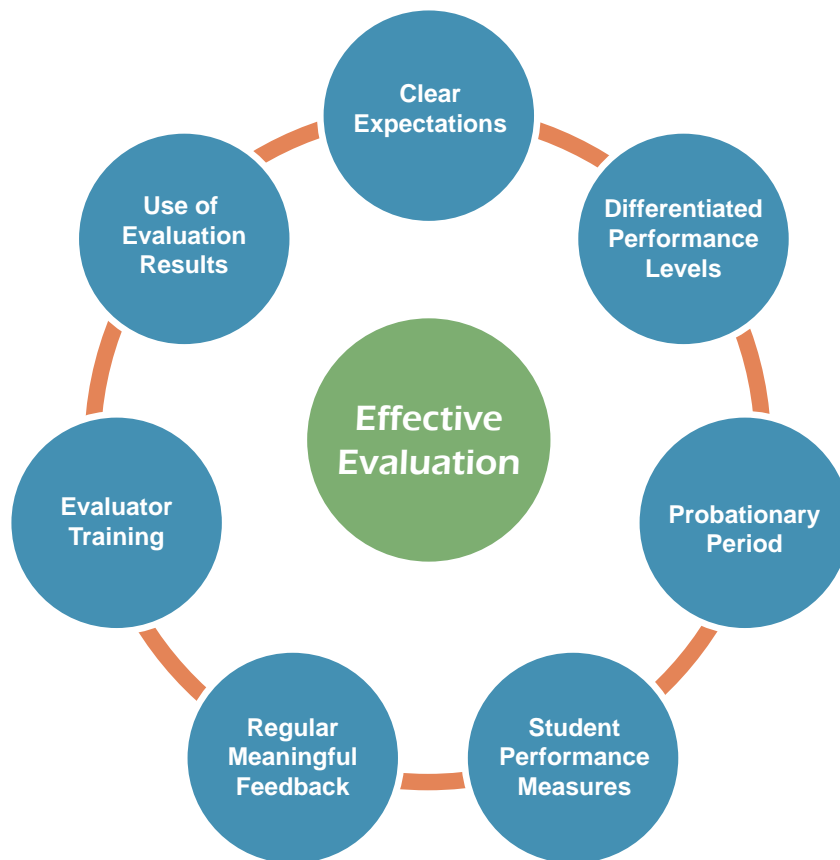 Clear
Expectations
Differentiated
Performance
Levels
Probationary
Period
Student
Performance
Measures
Regular
Meaningful
Feedback
Evaluator
Training
Use of
Evaluation
Results
Effective
Evaluation